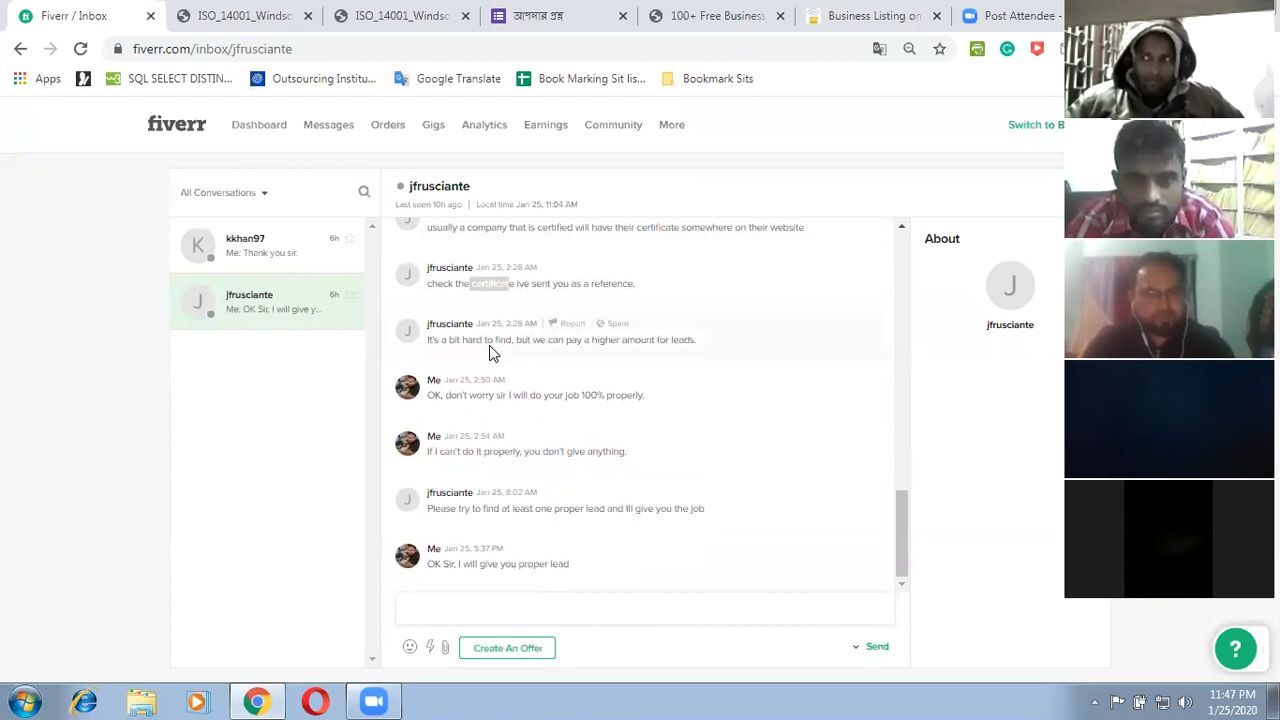 Fiverr / Inbox
ISO_14001_Windso
ISO_14001_Windso
আপনার প্রশ্ন
100+ Free Business
Business Listing on
Post Attendee -
fiverr.com/inbox/jfrusciante
Apps
SQL SELECT DISTIN...
Outsourcing Institu...
Google Translate
Book Marking Sit lis...
Bookmark Sits
fiverr
Dashboard
Messages
Orders
Gigs
Analytics
Earnings
Community
More
Switch to B
All Conversations
kkhan97
6h
Me: Thank you sir.
jfrusciante
6h
Me: OK Sir, I will give y...
jfrusciante
Last seen 10h ago | Local time Jan 25, 11:04 AM
usually a company that is certified will have their certificate somewhere on their website
jfrusciante Jan 25, 2:28 AM
check the certificate ive sent you as a reference.
jfrusciante Jan 25, 2:28 AM | Report Spam
It's a bit hard to find, but we can pay a higher amount for leads.
Me Jan 25, 2:50 AM
OK, don't worry sir I will do your job 100% properly.
Me Jan 25, 2:54 AM
If I can't do it properly, you don't give anything.
jfrusciante Jan 25, 8:02 AM
Please try to find at least one proper lead and Ill give you the job
Me Jan 25, 5:37 PM
OK Sir, I will give you proper lead
Create An Offer
Send
About
J
jfrusciante
?
11:47 PM
1/25/2020